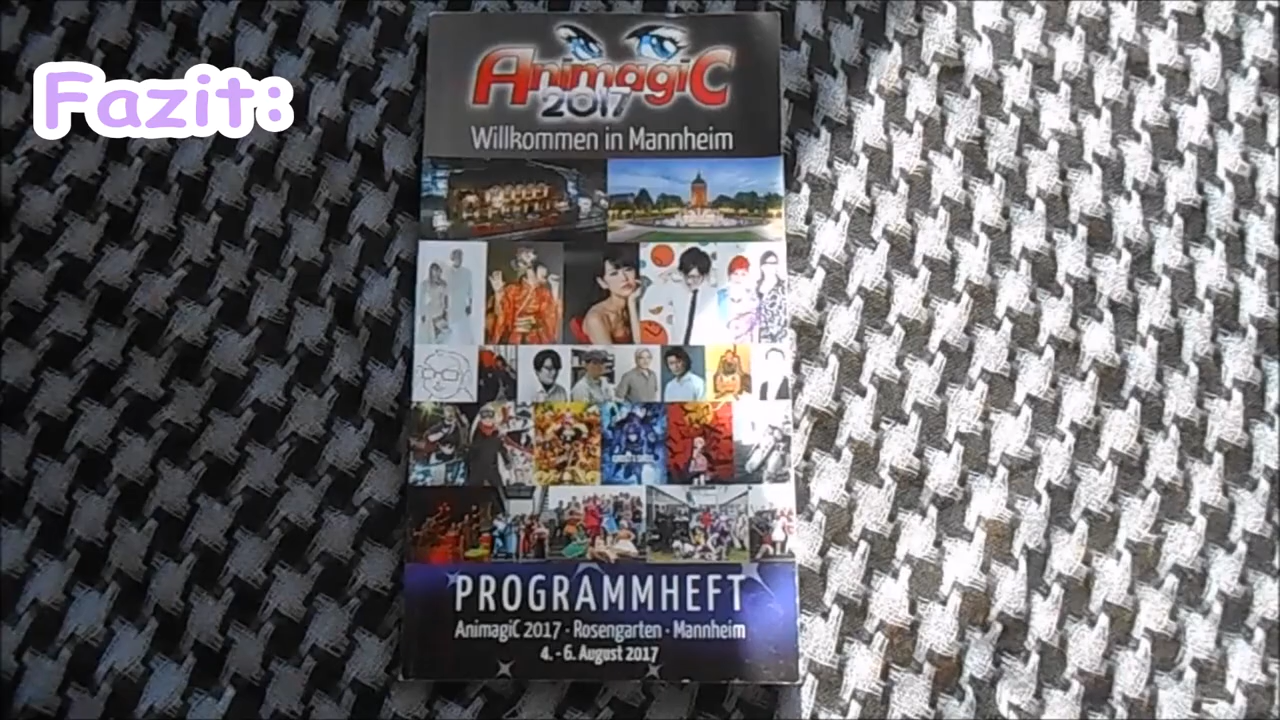 Fazit:
AnimagiC
2017
Willkommen in Mannheim
PROGRAMMHEFT
AnimagiC 2017 · Rosengarten · Mannheim
4. - 6. August 2017